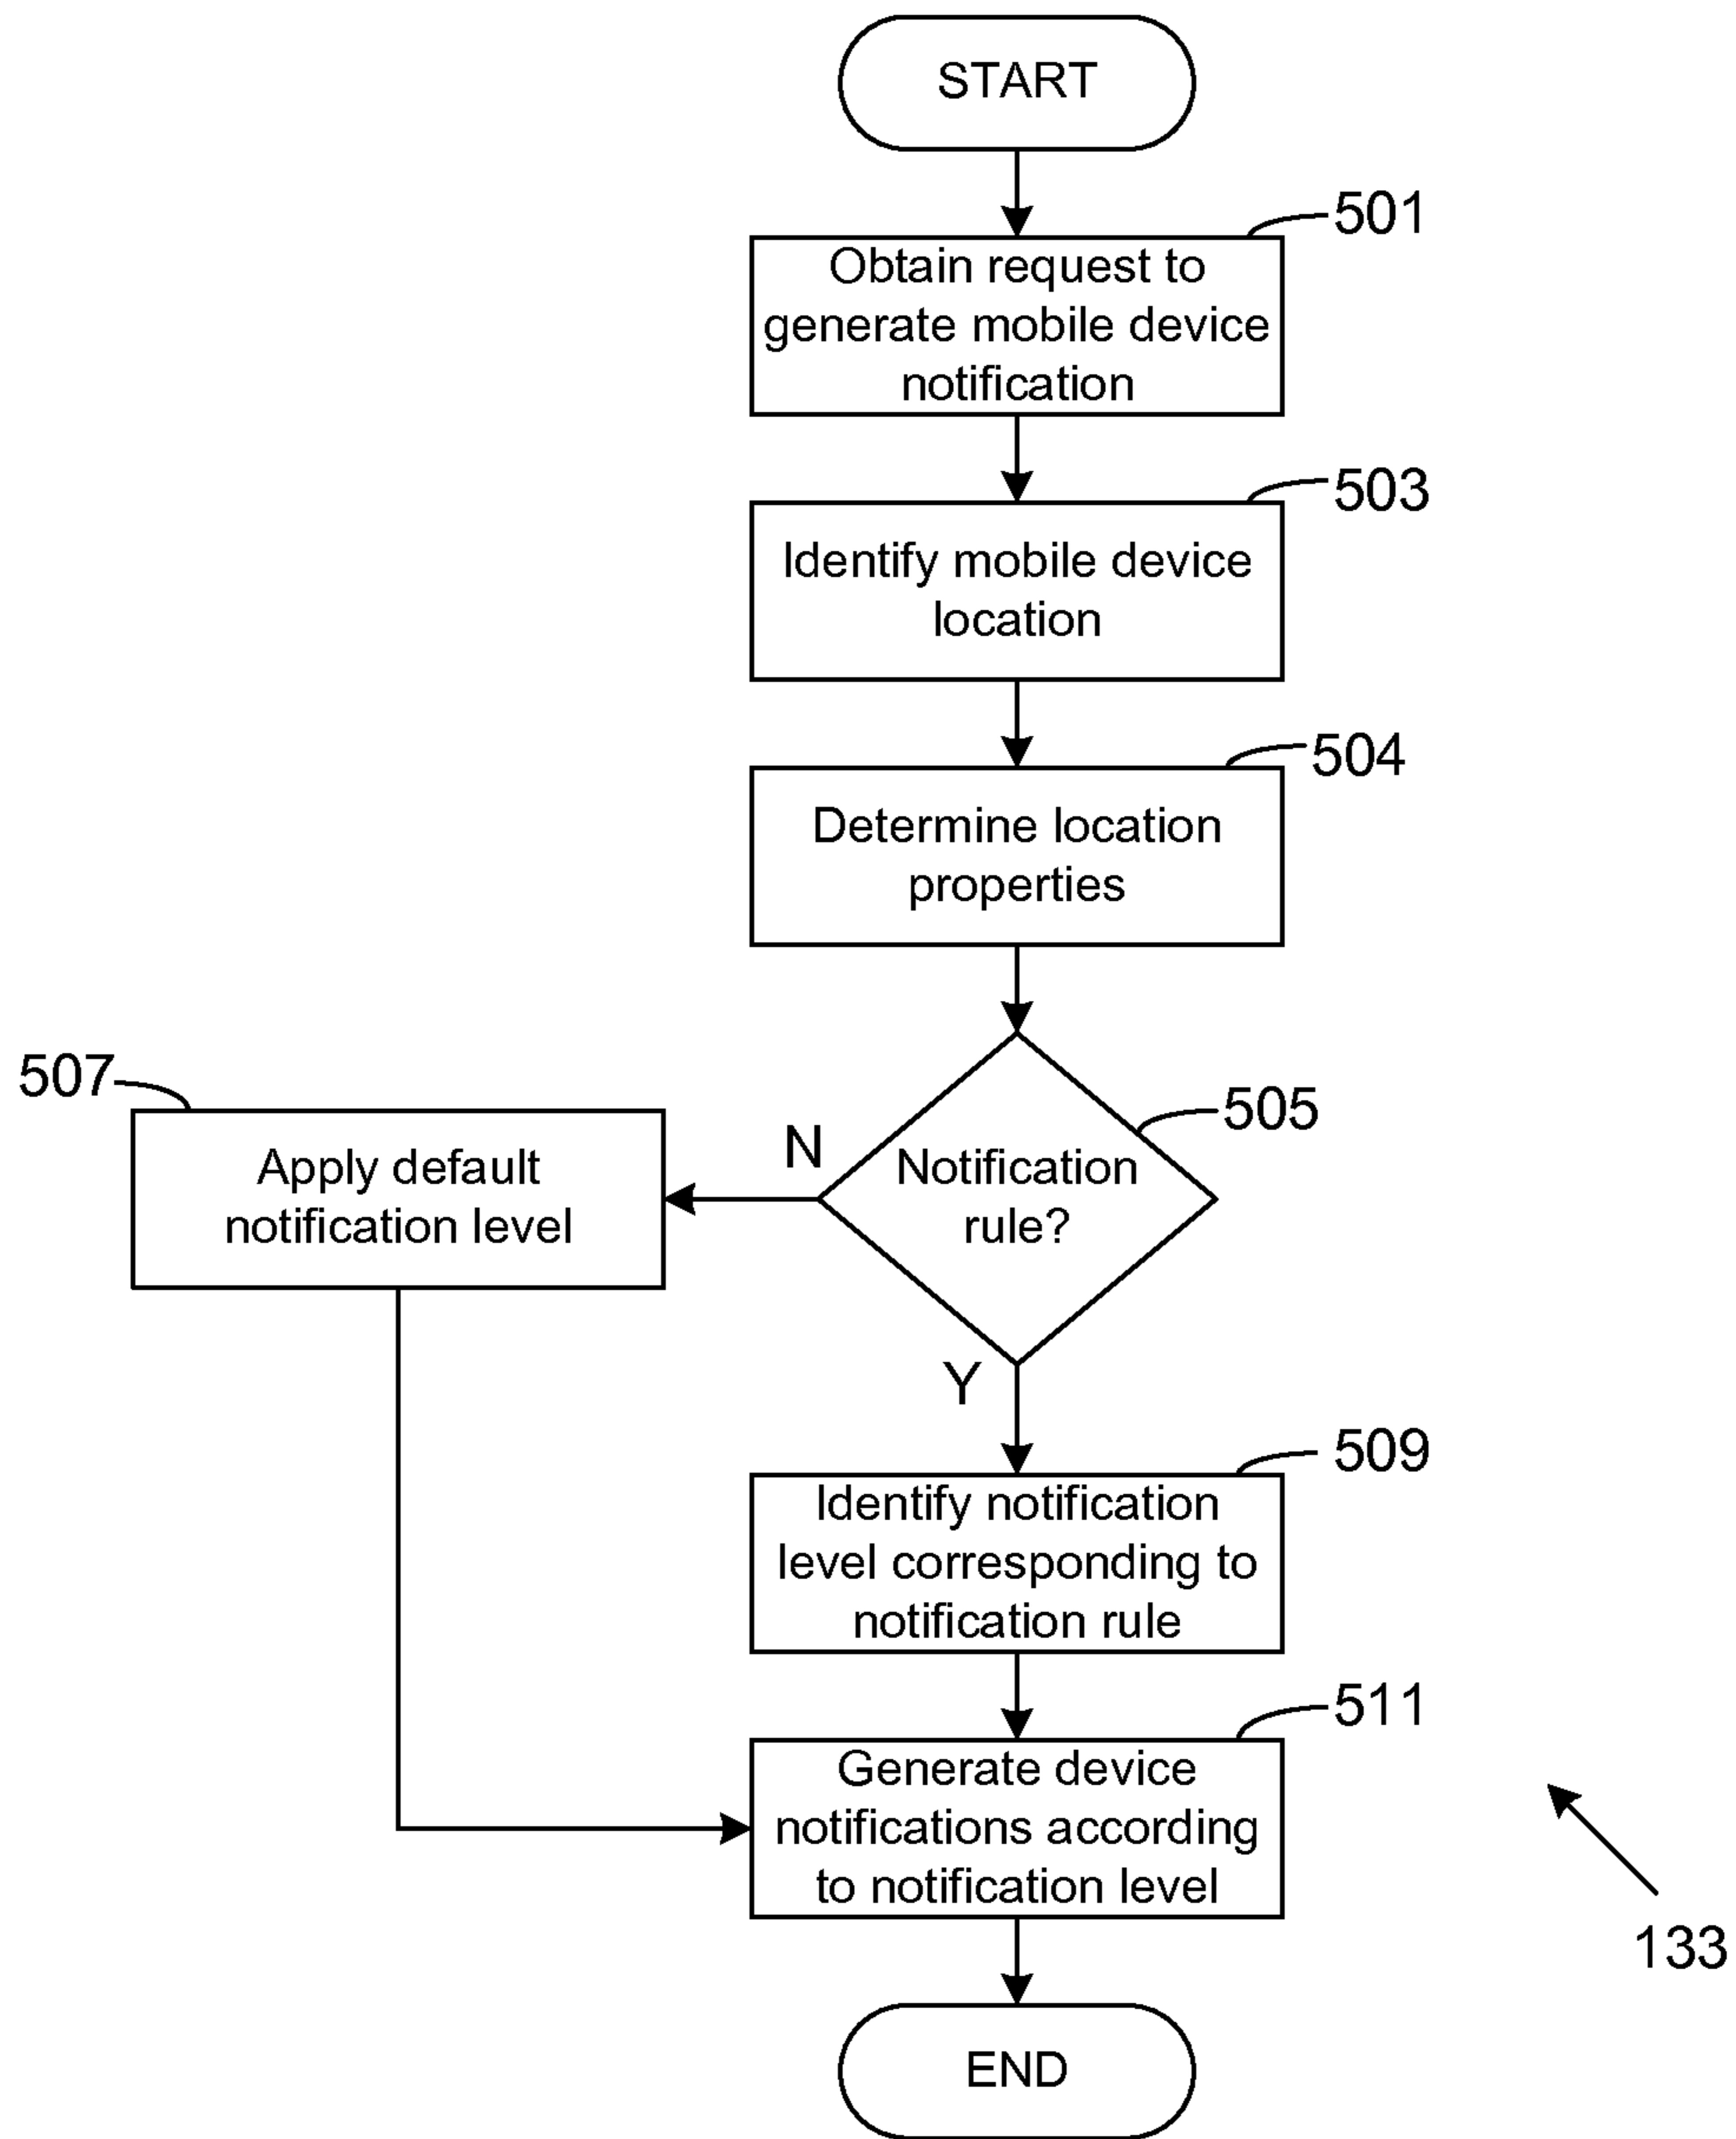 START
501
Obtain request to
generate mobile device
notification
503
Identify mobile device
location
504
Determine location
properties
507
505
Apply default
notification level
N
Notification
rule?
Y
509
Identify notification
level corresponding to
notification rule
511
Generate device
notifications according
to notification level
133
END